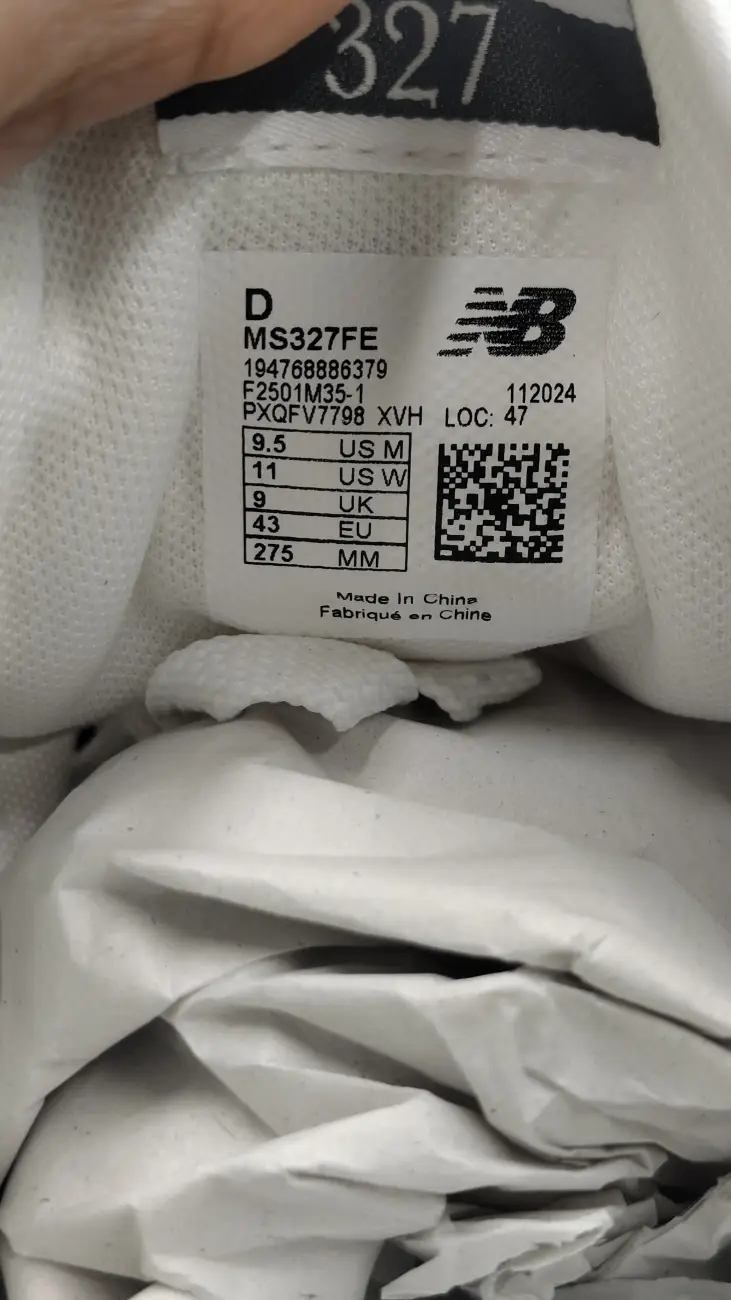 327
D
NB
MS327FE
194768886379
F2501M35-1 112024
PXQFV7798 XVH LOC: 47
9.5 US M
11 US W
9 UK
43 EU
275 MM
Made In China
Fabriqué en Chine